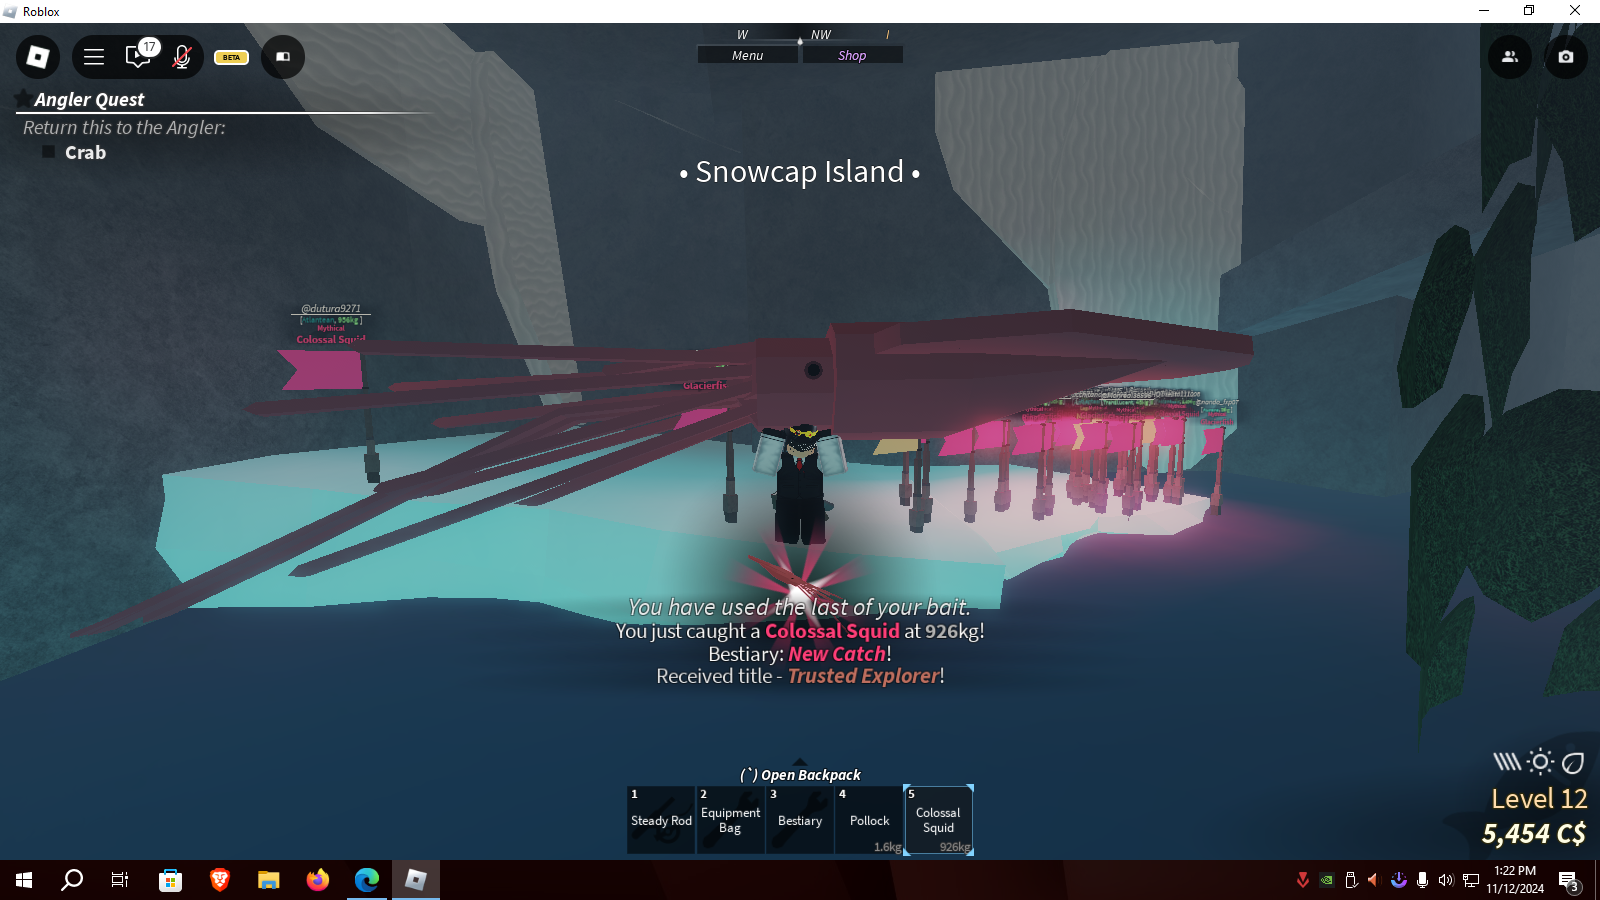 Roblox
17
BETA
W NW I
Menu Shop
Angler Quest
Return this to the Angler:
Crab
• Snowcap Island •
@dutura9271
[Atlantean, 956kg]
Mythical
Colossal Squid
Glacierfis
You have used the last of your bait.
You just caught a Colossal Squid at 926kg!
Bestiary: New Catch!
Received title - Trusted Explorer!
(`) Open Backpack
1 Steady Rod
2 Equipment Bag
3 Bestiary
4 Pollock 1.6kg
5 Colossal Squid 926kg
Level 12
5,454 C$
1:22 PM
11/12/2024
3